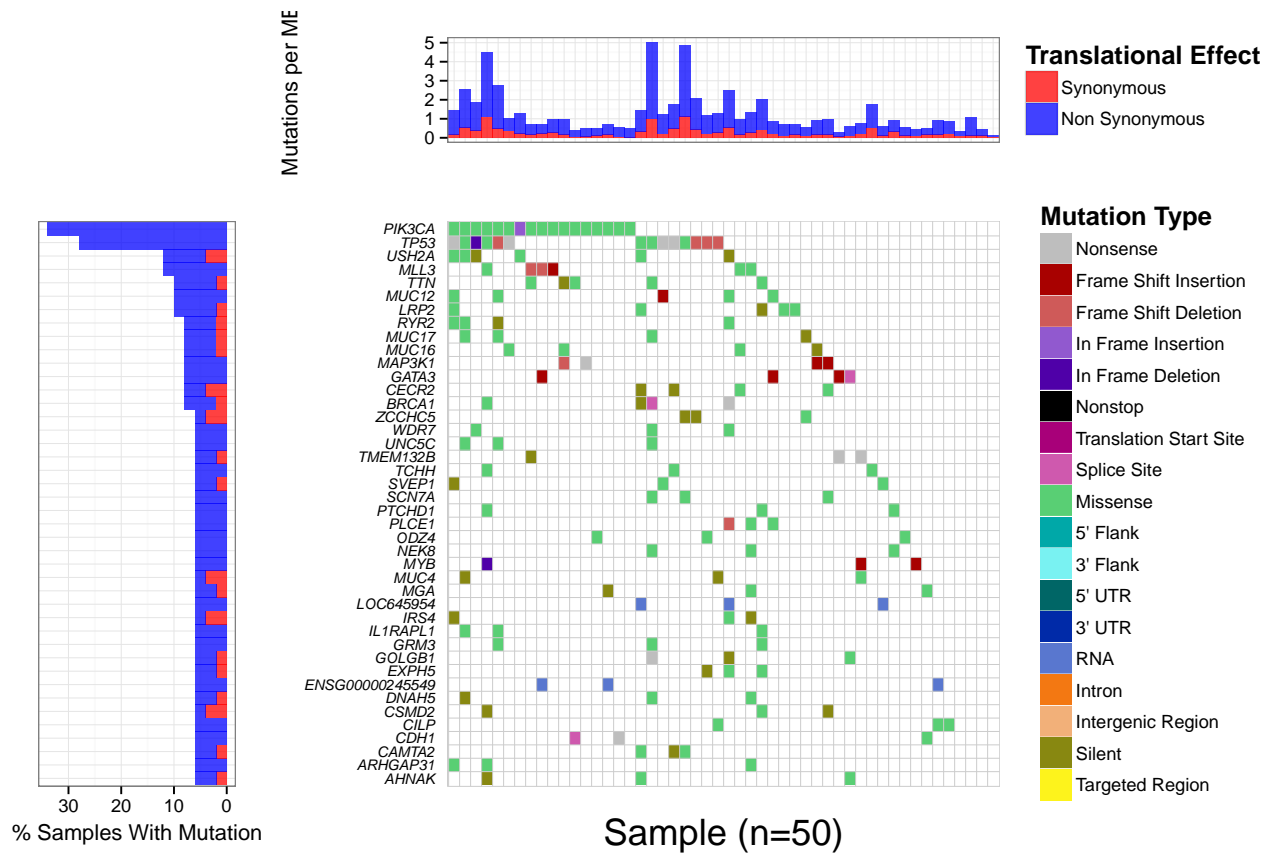 Mutations per MB
5
4
3
2
1
0
Translational Effect
Synonymous
Non Synonymous
PIK3CA
TP53
USH2A
MLL3
TTN
MUC12
LRP2
RYR2
MUC17
MUC16
MAP3K1
GATA3
CECR2
BRCA1
ZCCHC5
WDR7
UNC5C
TMEM132B
TCHH
SVEP1
SCN7A
PTCHD1
PLCE1
ODZ4
NEK8
MYB
MUC4
MGA
LOC645954
IRS4
IL1RAPL1
GRM3
GOLGB1
EXPH5
ENSG00000245549
DNAH5
CSMD2
CILP
CDH1
CAMTA2
ARHGAP31
AHNAK
Mutation Type
Nonsense
Frame Shift Insertion
Frame Shift Deletion
In Frame Insertion
In Frame Deletion
Nonstop
Translation Start Site
Splice Site
Missense
5' Flank
3' Flank
5' UTR
3' UTR
RNA
Intron
Intergenic Region
Silent
Targeted Region
30 20 10 0
% Samples With Mutation
Sample (n=50)